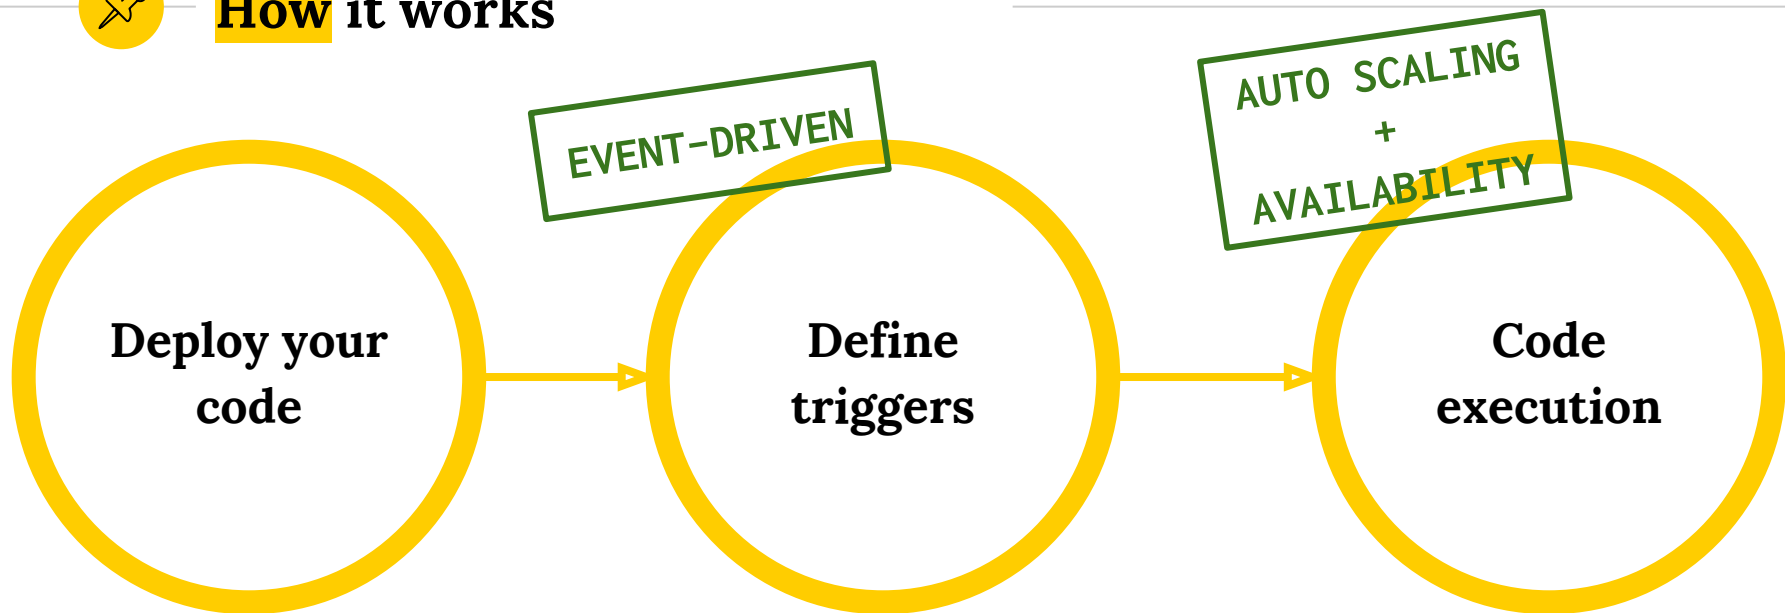 How it works
EVENT-DRIVEN
AUTO SCALING
+
AVAILABILITY
Deploy your
code
Define
triggers
Code
execution